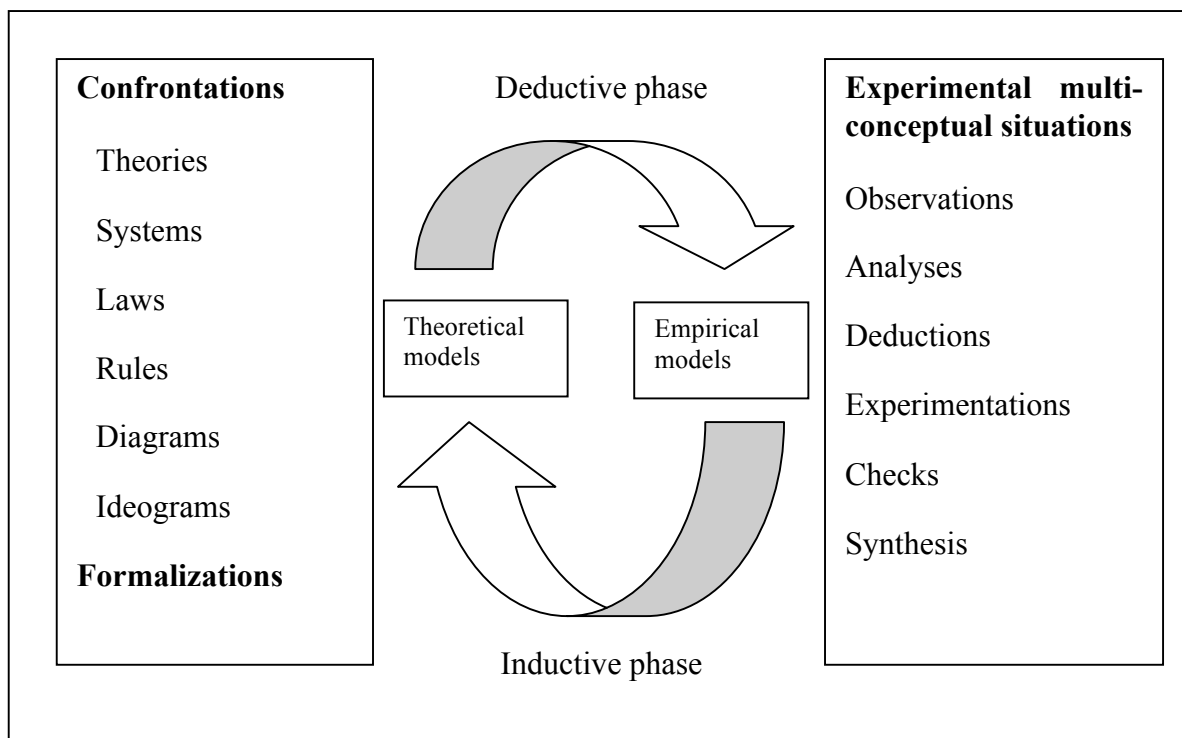 Confrontations
Theories
Systems
Laws
Rules
Diagrams
Ideograms
Formalizations
Deductive phase
Theoretical
models
Empirical
models
Inductive phase
Experimental multi-
conceptual situations
Observations
Analyses
Deductions
Experimentations
Checks
Synthesis